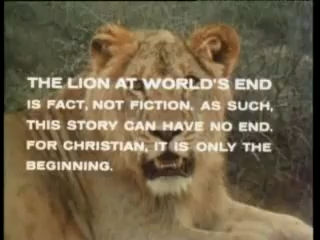 THE LION AT WORLD'S END
IS FACT, NOT FICTION. AS SUCH,
THIS STORY CAN HAVE NO END.
FOR CHRISTIAN, IT IS ONLY THE
BEGINNING.